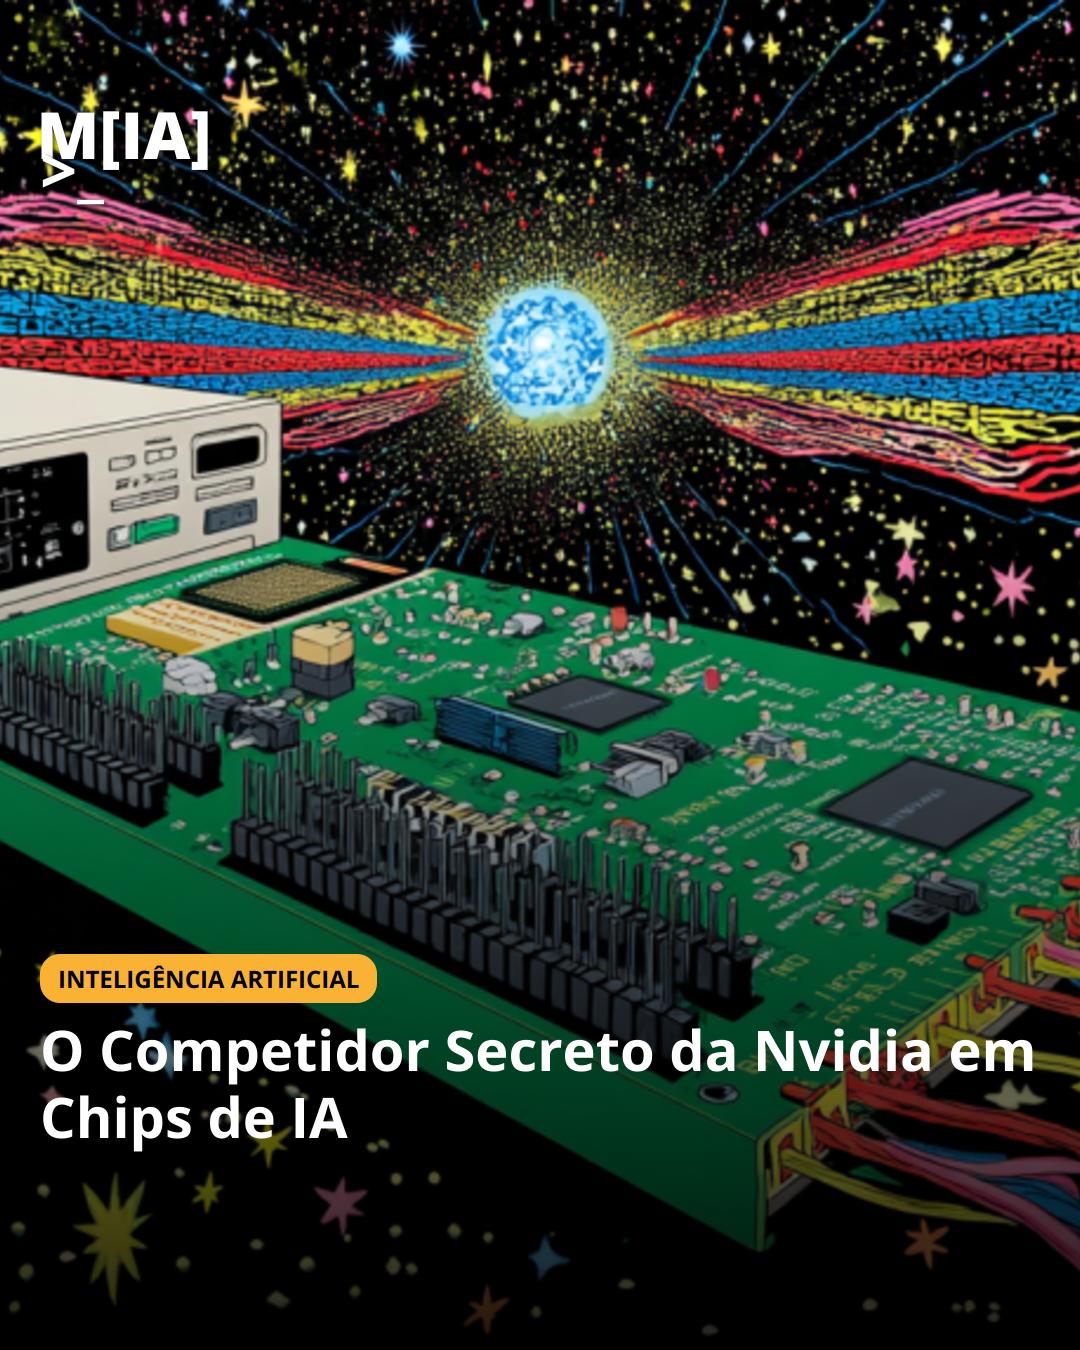 M[IA]
>_
INTELIGÊNCIA ARTIFICIAL
O Competidor Secreto da Nvidia em
Chips de IA